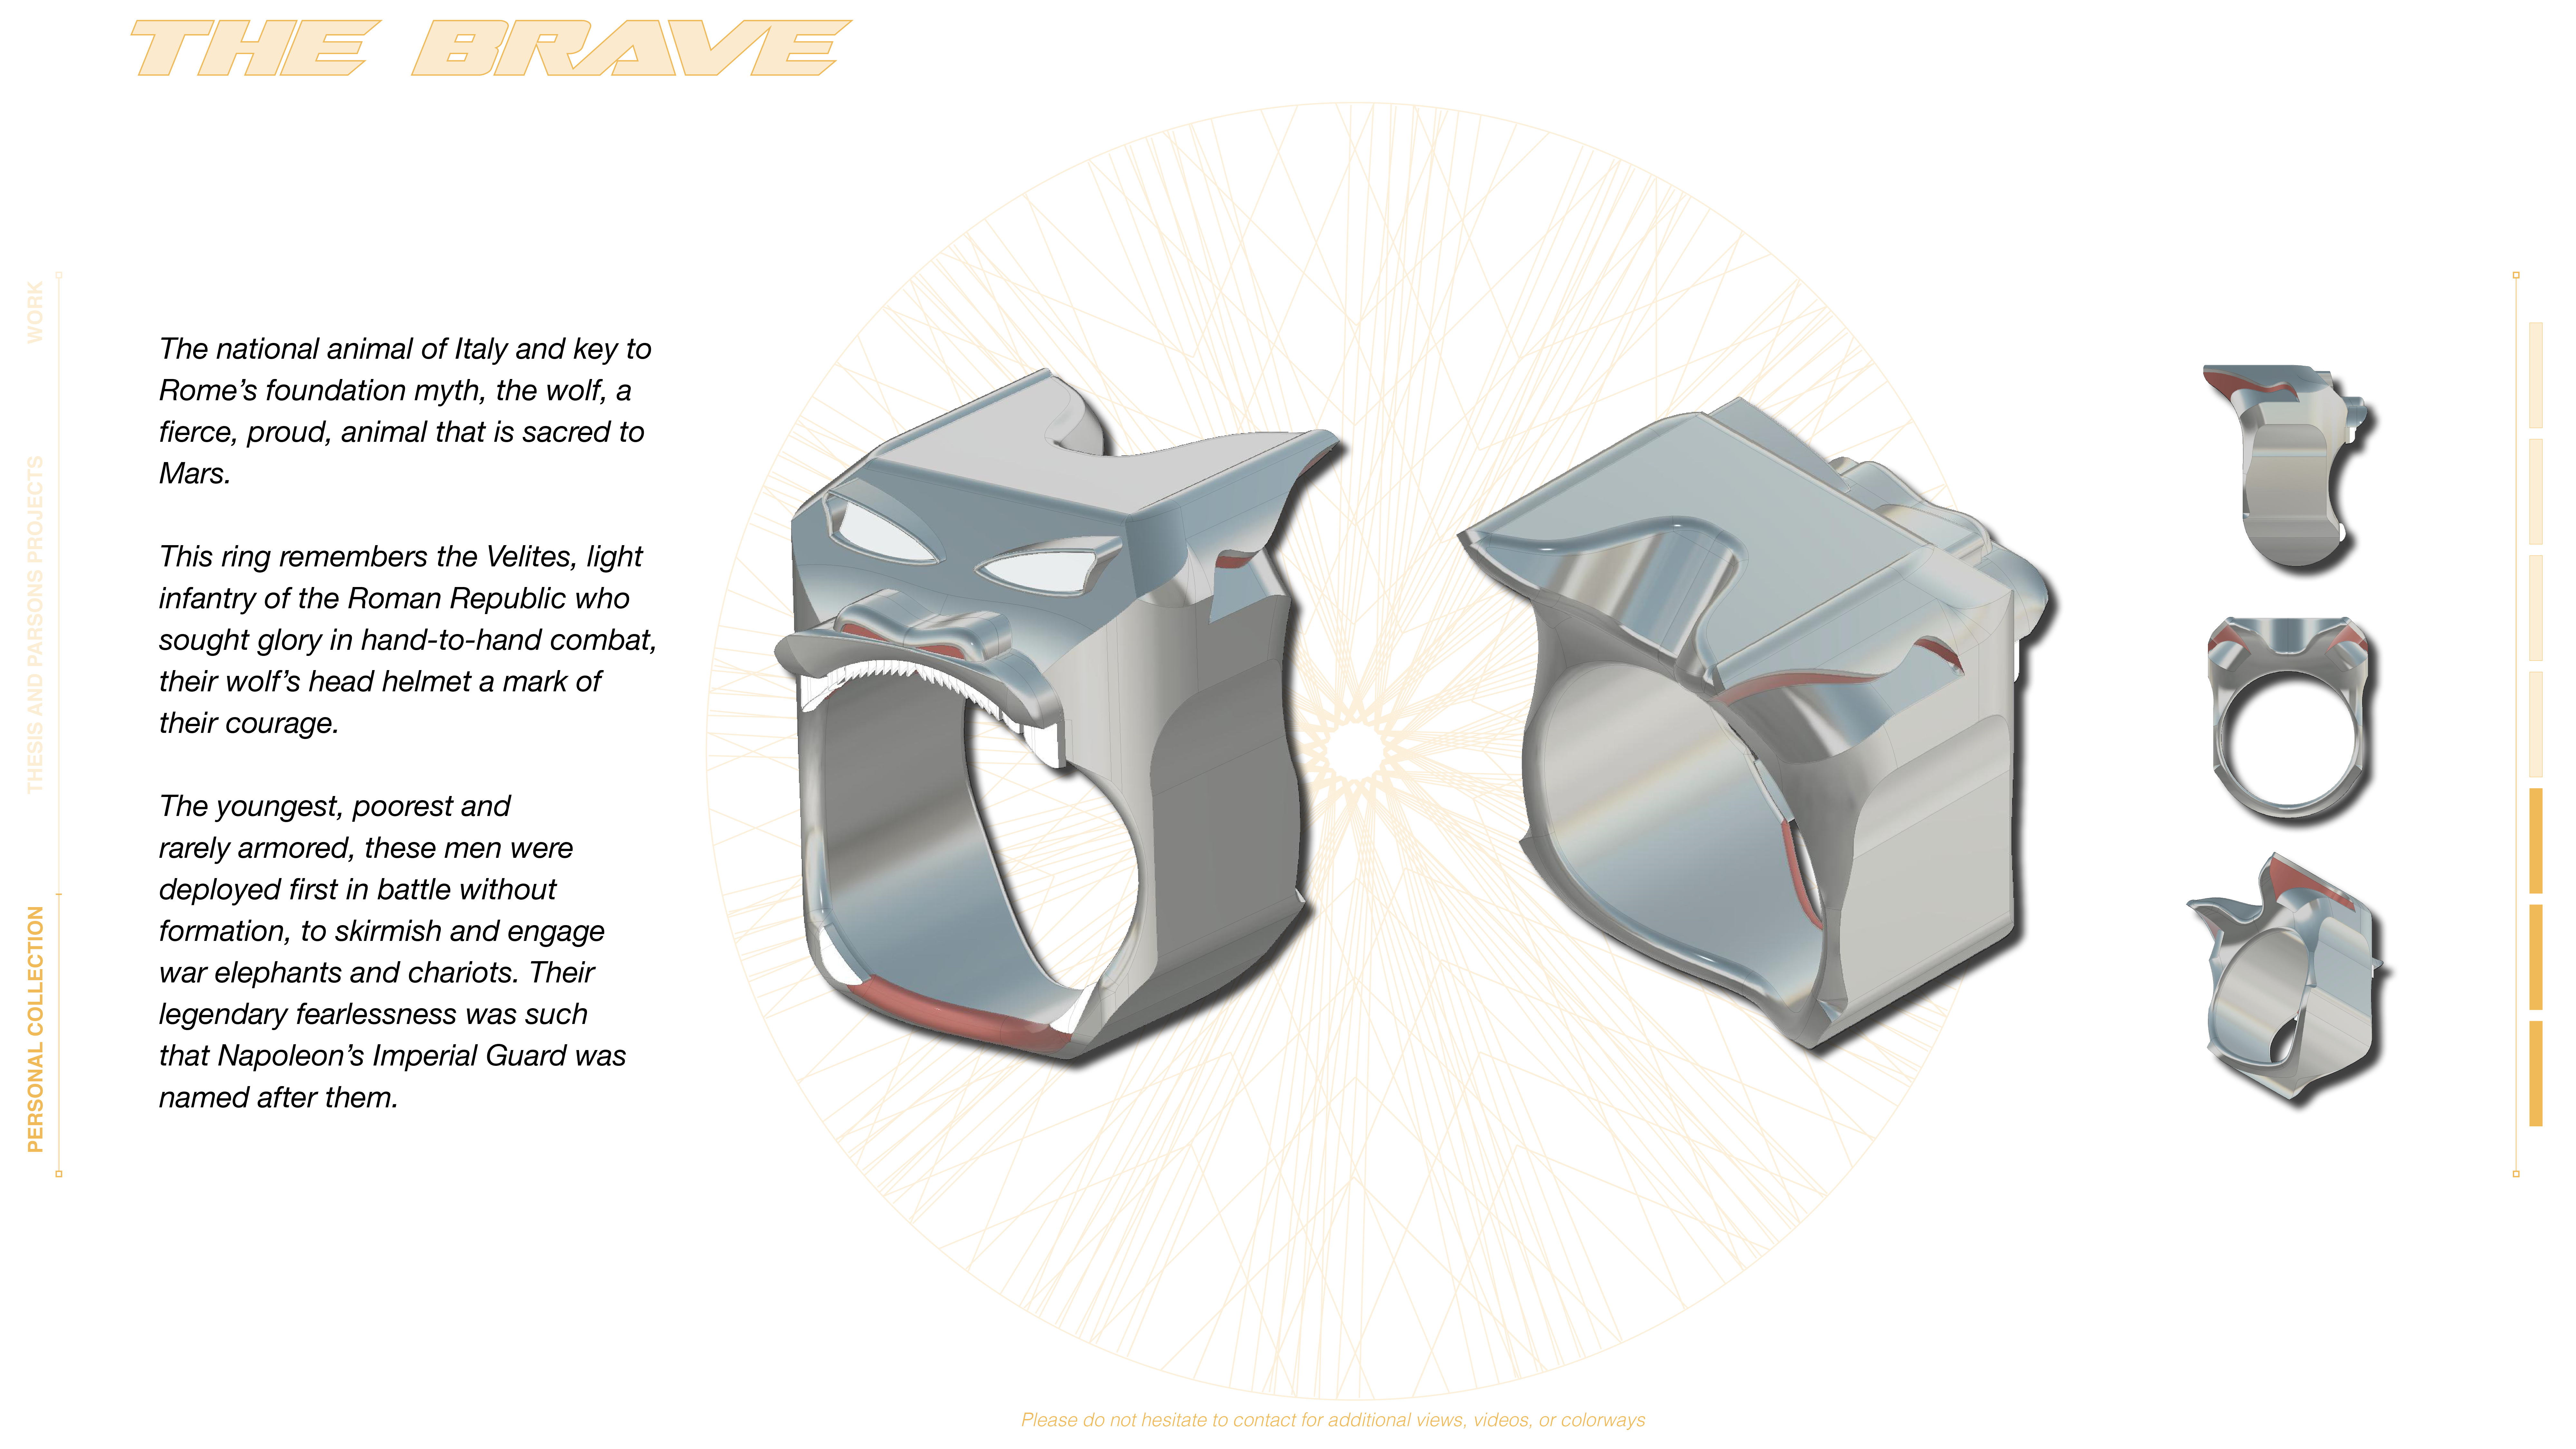 THE BRAVE
WORK
THESIS AND PARSONS PROJECTS
PERSONAL COLLECTION
The national animal of Italy and key to
Rome’s foundation myth, the wolf, a
fierce, proud, animal that is sacred to
Mars.
This ring remembers the Velites, light
infantry of the Roman Republic who
sought glory in hand-to-hand combat,
their wolf’s head helmet a mark of
their courage.
The youngest, poorest and
rarely armored, these men were
deployed first in battle without
formation, to skirmish and engage
war elephants and chariots. Their
legendary fearlessness was such
that Napoleon’s Imperial Guard was
named after them.
Please do not hesitate to contact for additional views, videos, or colorways